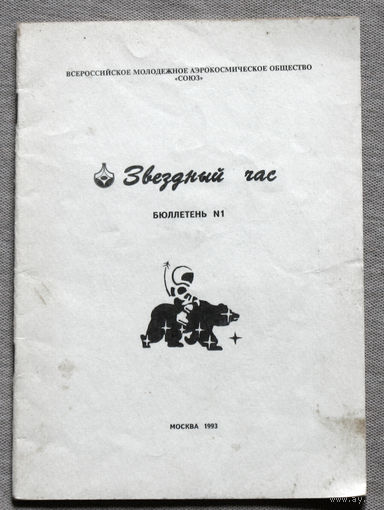 ВСЕРОССИЙСКОЕ МОЛОДЕЖНОЕ АЭРОКОСМИЧЕСКОЕ ОБЩЕСТВО
«СОЮЗ»
Звездный час
БЮЛЛЕТЕНЬ N1
МОСКВА 1993